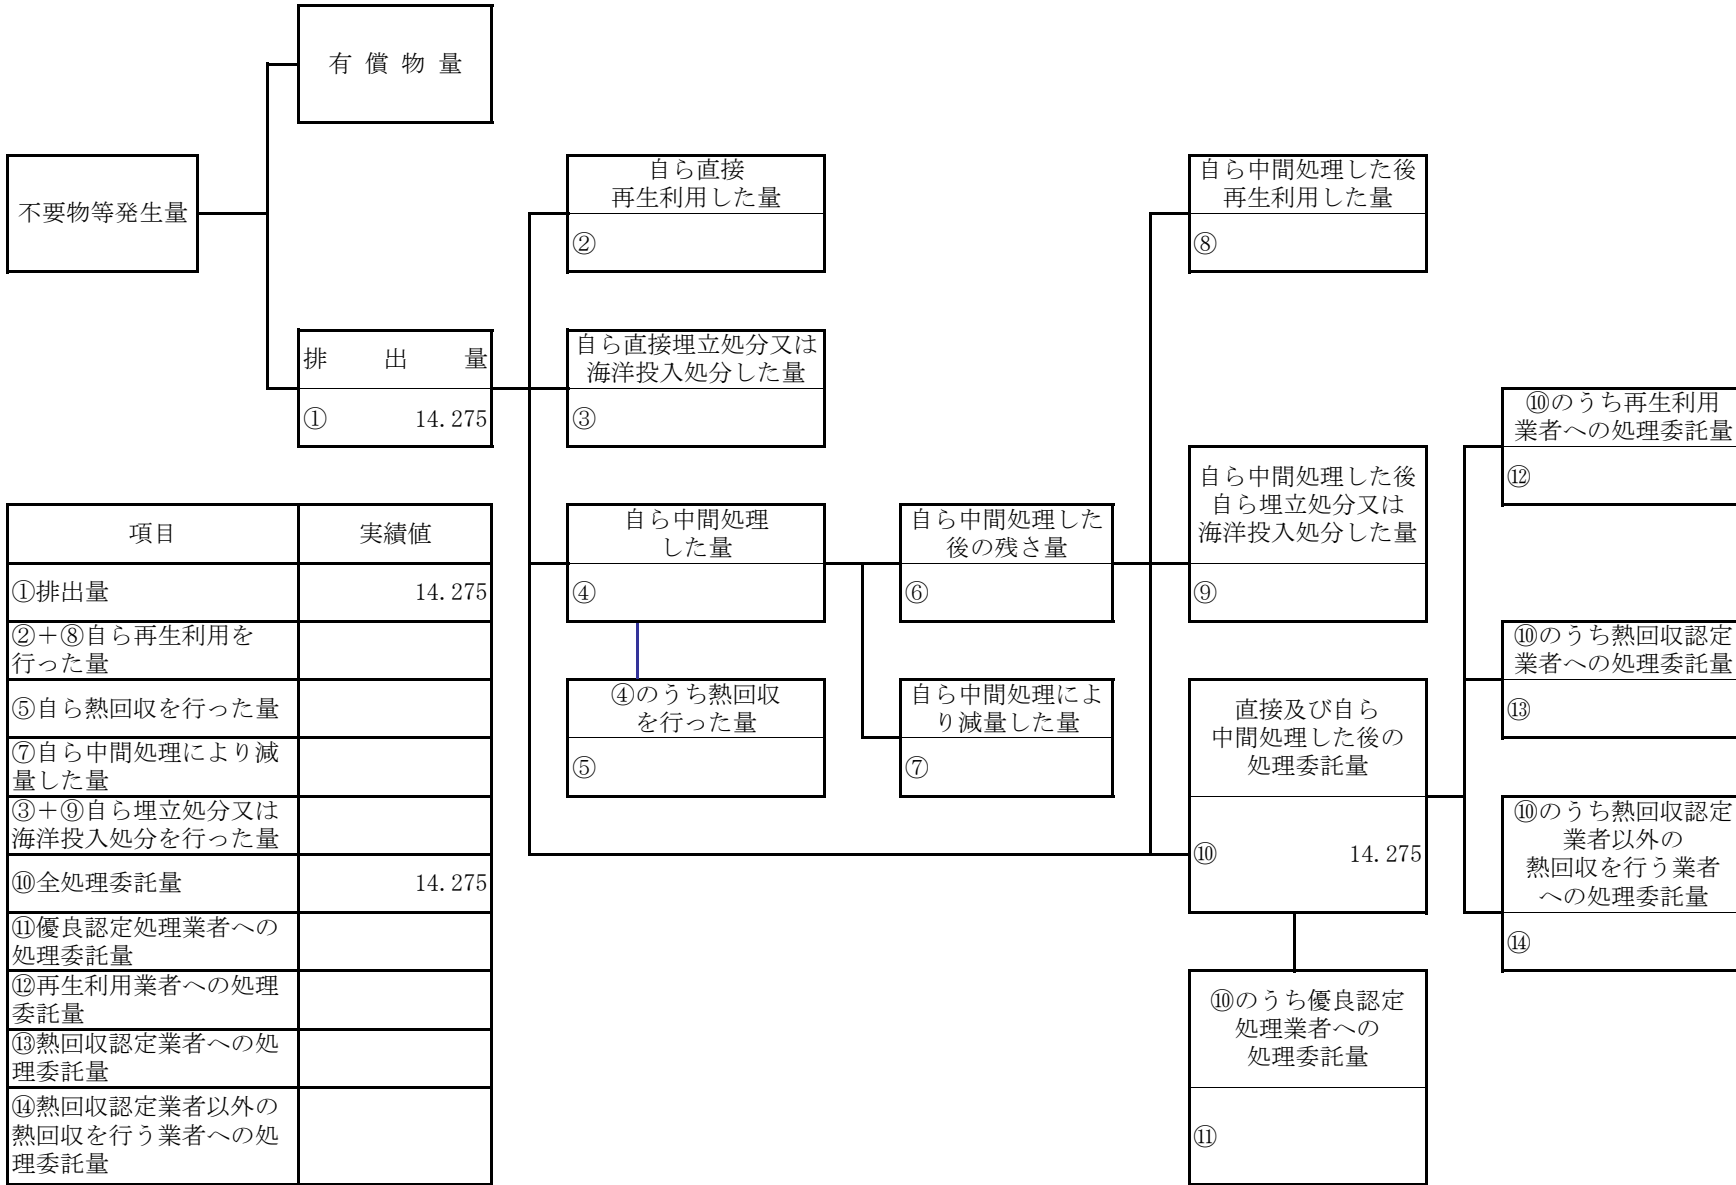 有償物量
不要物等発生量
自ら直接
再生利用した量
②
自ら中間処理した後
再生利用した量
⑧
排出量
① 14.275
自ら直接埋立処分又は
海洋投入処分した量
③
⑩のうち再生利用
業者への処理委託量
⑫
自ら中間処理した後
自ら埋立処分又は
海洋投入処分した量
⑨
自ら中間処理
した量
④
自ら中間処理した
後の残さ量
⑥
⑩のうち熱回収認定
業者への処理委託量
⑬
④のうち熱回収
を行った量
⑤
自ら中間処理によ
り減量した量
⑦
直接及び自ら
中間処理した後の
処理委託量
⑩ 14.275
⑩のうち熱回収認定
業者以外の
熱回収を行う業者
への処理委託量
⑭
⑩のうち優良認定
処理業者への
処理委託量
⑪
項目 実績値
①排出量 14.275
②＋⑧自ら再生利用を
行った量
⑤自ら熱回収を行った量
⑦自ら中間処理により減
量した量
③＋⑨自ら埋立処分又は
海洋投入処分を行った量
⑩全処理委託量 14.275
⑪優良認定処理業者への
処理委託量
⑫再生利用業者への処理
委託量
⑬熱回収認定業者への処
理委託量
⑭熱回収認定業者以外の
熱回収を行う業者への処
理委託量